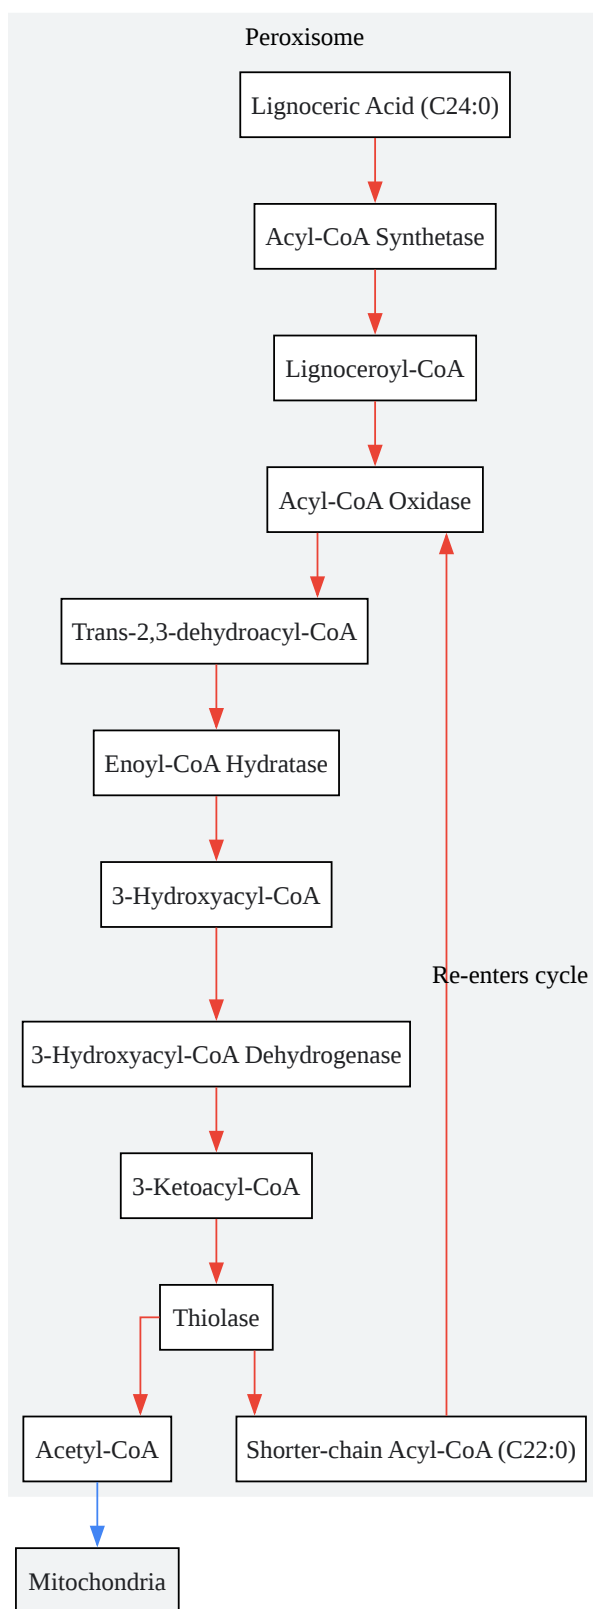 Peroxisome
Lignoceric Acid (C24:0)
Acyl-CoA Synthetase
Lignoceroyl-CoA
Acyl-CoA Oxidase
Trans-2,3-dehydroacyl-CoA
Enoyl-CoA Hydratase
3-Hydroxyacyl-CoA
Re-enters cycle
3-Hydroxyacyl-CoA Dehydrogenase
3-Ketoacyl-CoA
Thiolase
Acetyl-CoA
Shorter-chain Acyl-CoA (C22:0)
Mitochondria